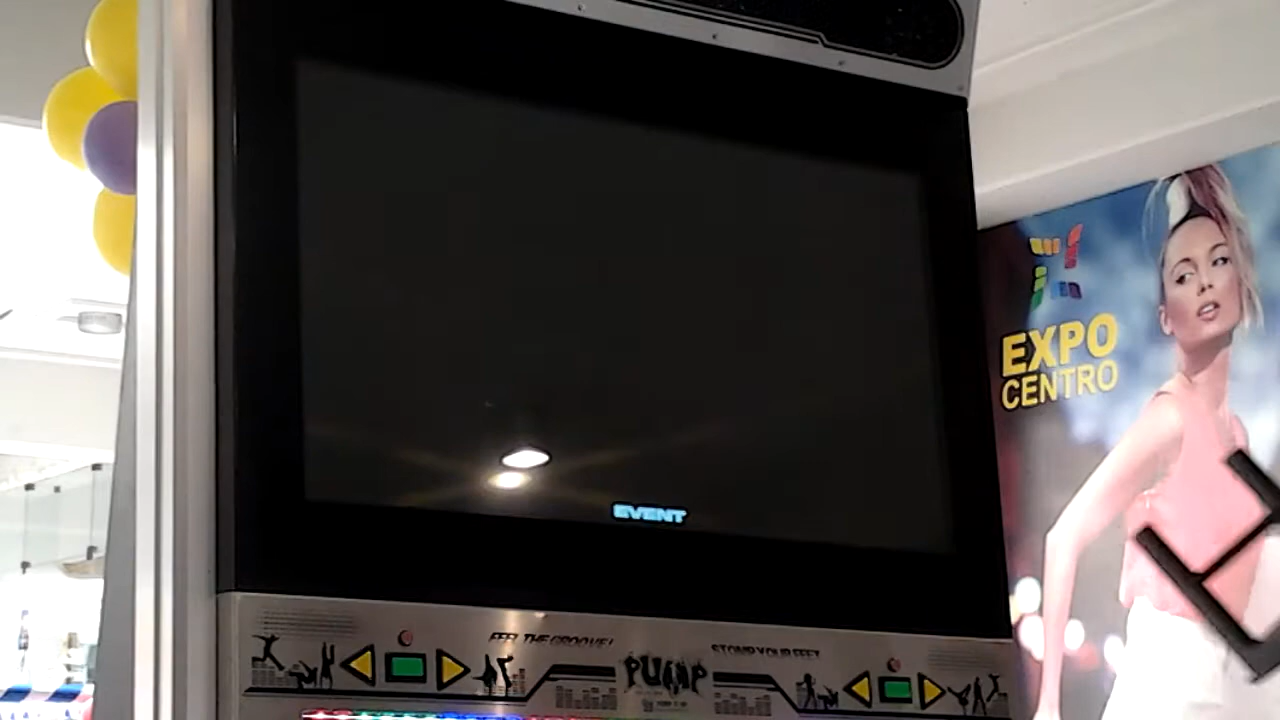 EXPO
CENTRO
EVENT
FEEL THE GROOVE!
STOMP YOUR FEET
PUMP